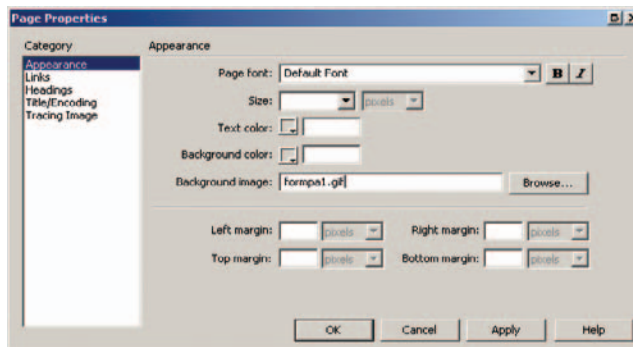 Page Properties
Category
Appearance
Links
Headings
Title/Encoding
Tracing Image
Appearance
Page font: Default Font B I
Size: pixels
Text color:
Background color:
Background image: formpa1.gif Browse...
Left margin: pixels Right margin: pixels
Top margin: pixels Bottom margin: pixels
OK Cancel Apply Help